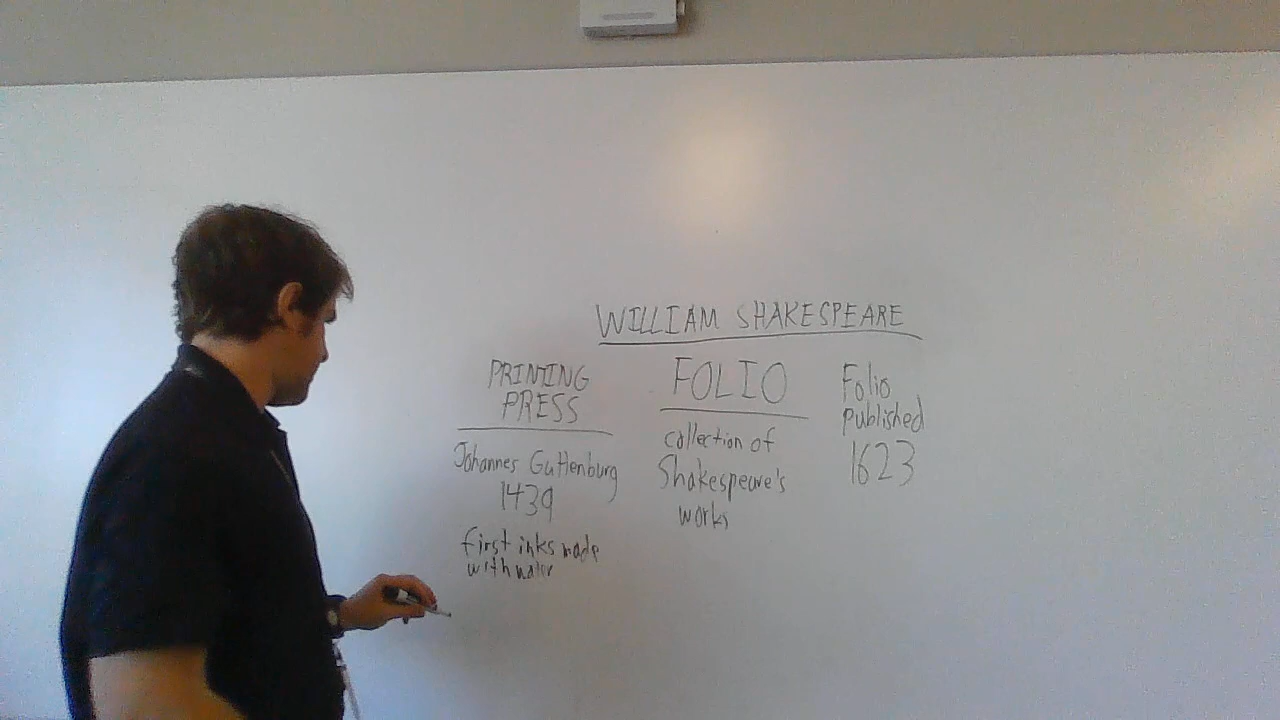 WILLIAM SHAKESPEARE
PRINTING
PRESS
Johannes Guttenburg
1439
first inks made
with water
FOLIO
collection of
Shakespeare's
works
Folio
Published
1623